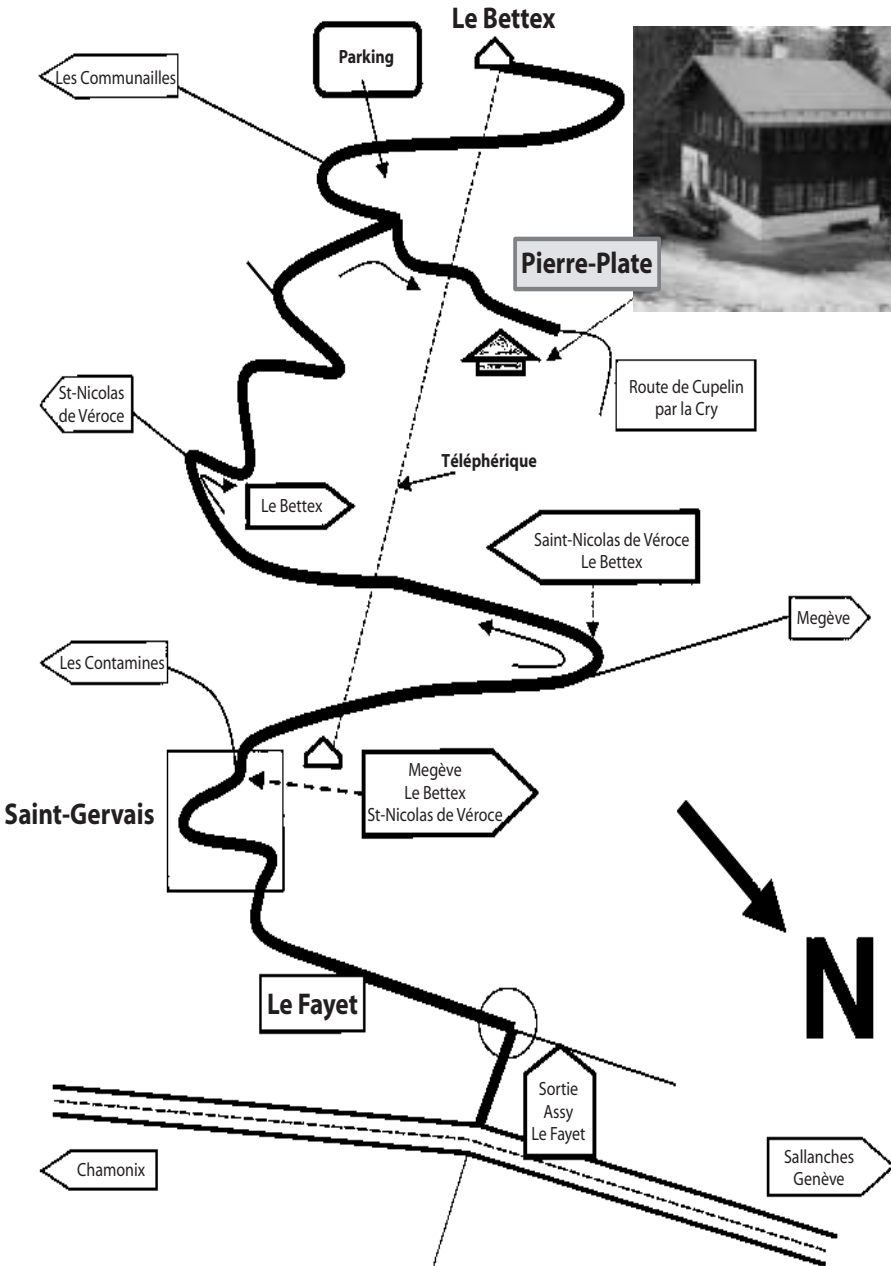 Le Bettex
Parking
Les Communailles
Pierre-Plate
Route de Cupelin
par la Cry
St-Nicolas
de Véroce
Téléphérique
Le Bettex
Saint-Nicolas de Véroce
Le Bettex
Megève
Les Contamines
Megève
Le Bettex
St-Nicolas de Véroce
Saint-Gervais
N
Le Fayet
Sortie
Assy
Le Fayet
Chamonix
Sallanches
Genève